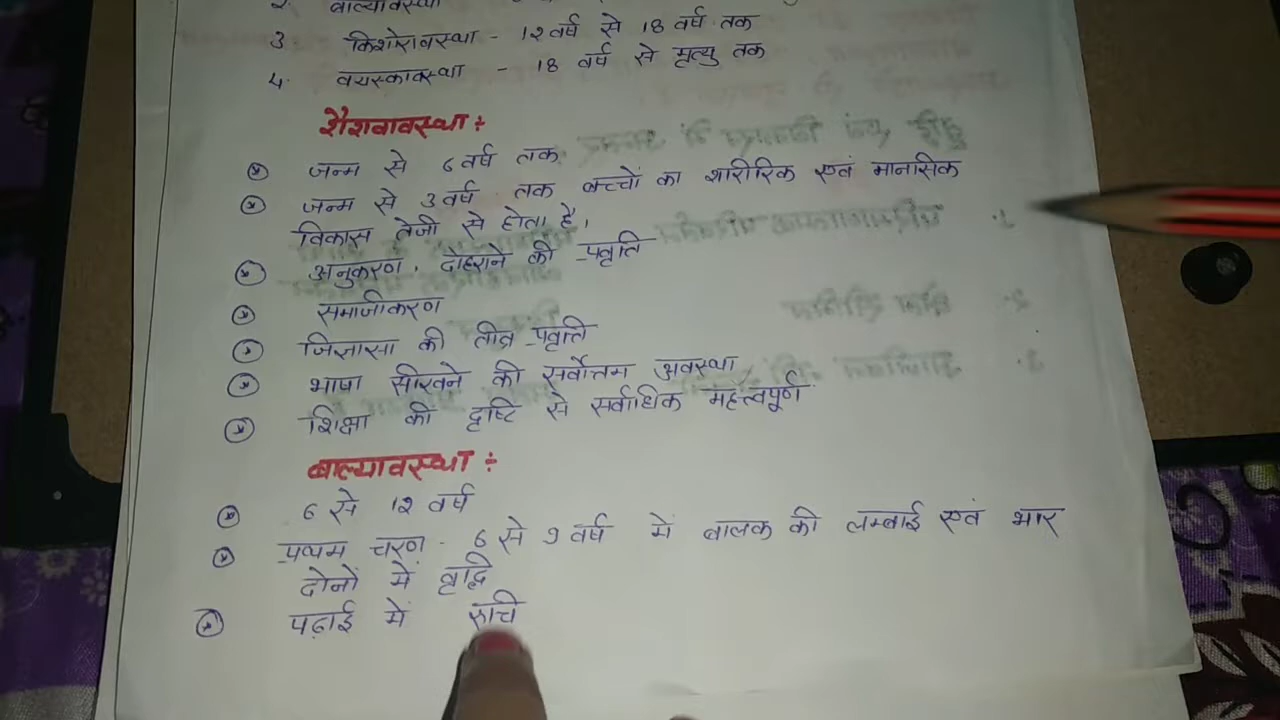 2. बाल्यावस्था
3 किशोरावस्था - 12 वर्ष से 18 वर्ष तक
4. वयस्कावस्था - 18 वर्ष से मृत्यु तक
शैशवावस्था ÷
जन्म से 6 वर्ष तक
जन्म से 3 वर्ष तक बच्चों का शारीरिक एवं मानसिक
विकास तेजी से होता है।
अनुकरण, दोहराने की प्रवृति
समाजीकरण
जिज्ञासा की तीव्र प्रवृति
भाषा सीखने की सर्वोत्तम अवस्था
शिक्षा की दृष्टि से सर्वाधिक महत्वपूर्ण
बाल्यावस्था ÷
6 से 12 वर्ष
प्रथम चरण - 6 से 9 वर्ष में बालक की लम्बाई एवं भार
दोनों में वृद्धि
पढ़ाई में रूचि